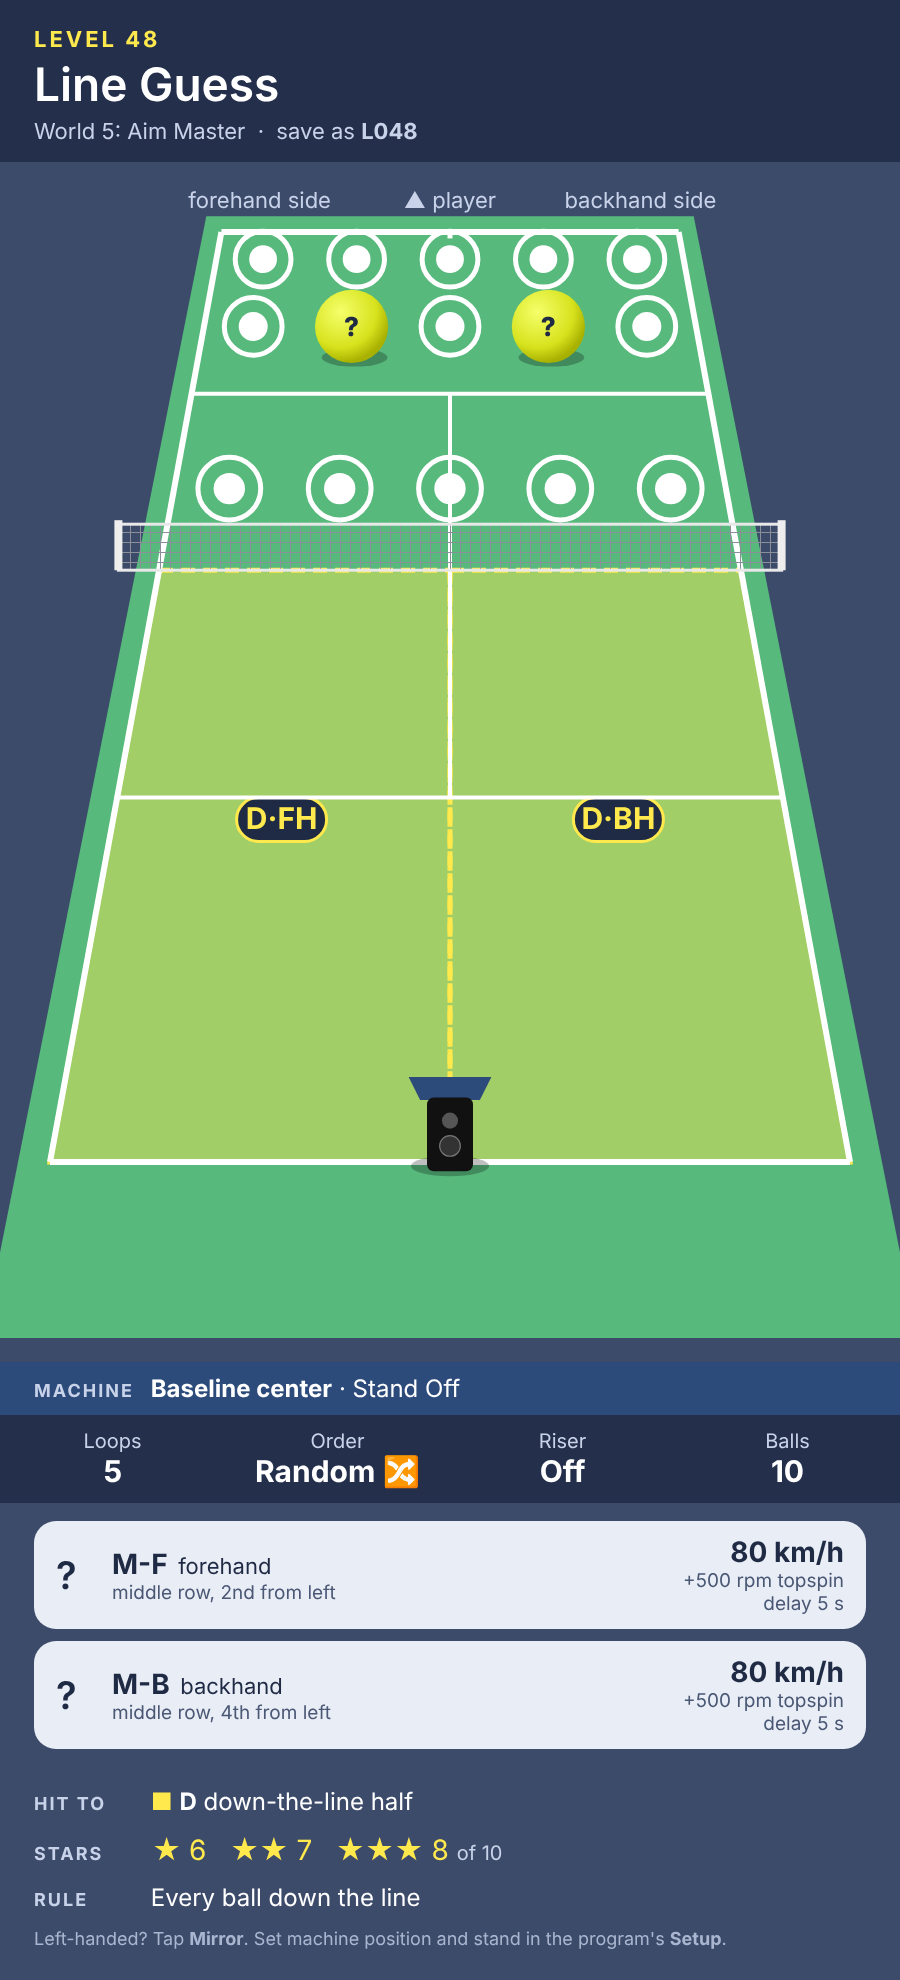 LEVEL 48
Line Guess
World 5: Aim Master · save as L048
forehand side ▲ player backhand side
? ?
D·FH D·BH
MACHINE Baseline center · Stand Off
Loops Order Riser Balls
5 Random 🔀 Off 10
? M-F forehand 80 km/h
middle row, 2nd from left +500 rpm topspin
delay 5 s
? M-B backhand 80 km/h
middle row, 4th from left +500 rpm topspin
delay 5 s
HIT TO ■ D down-the-line half
STARS ★ 6 ★★ 7 ★★★ 8 of 10
RULE Every ball down the line
Left-handed? Tap Mirror. Set machine position and stand in the program's Setup.